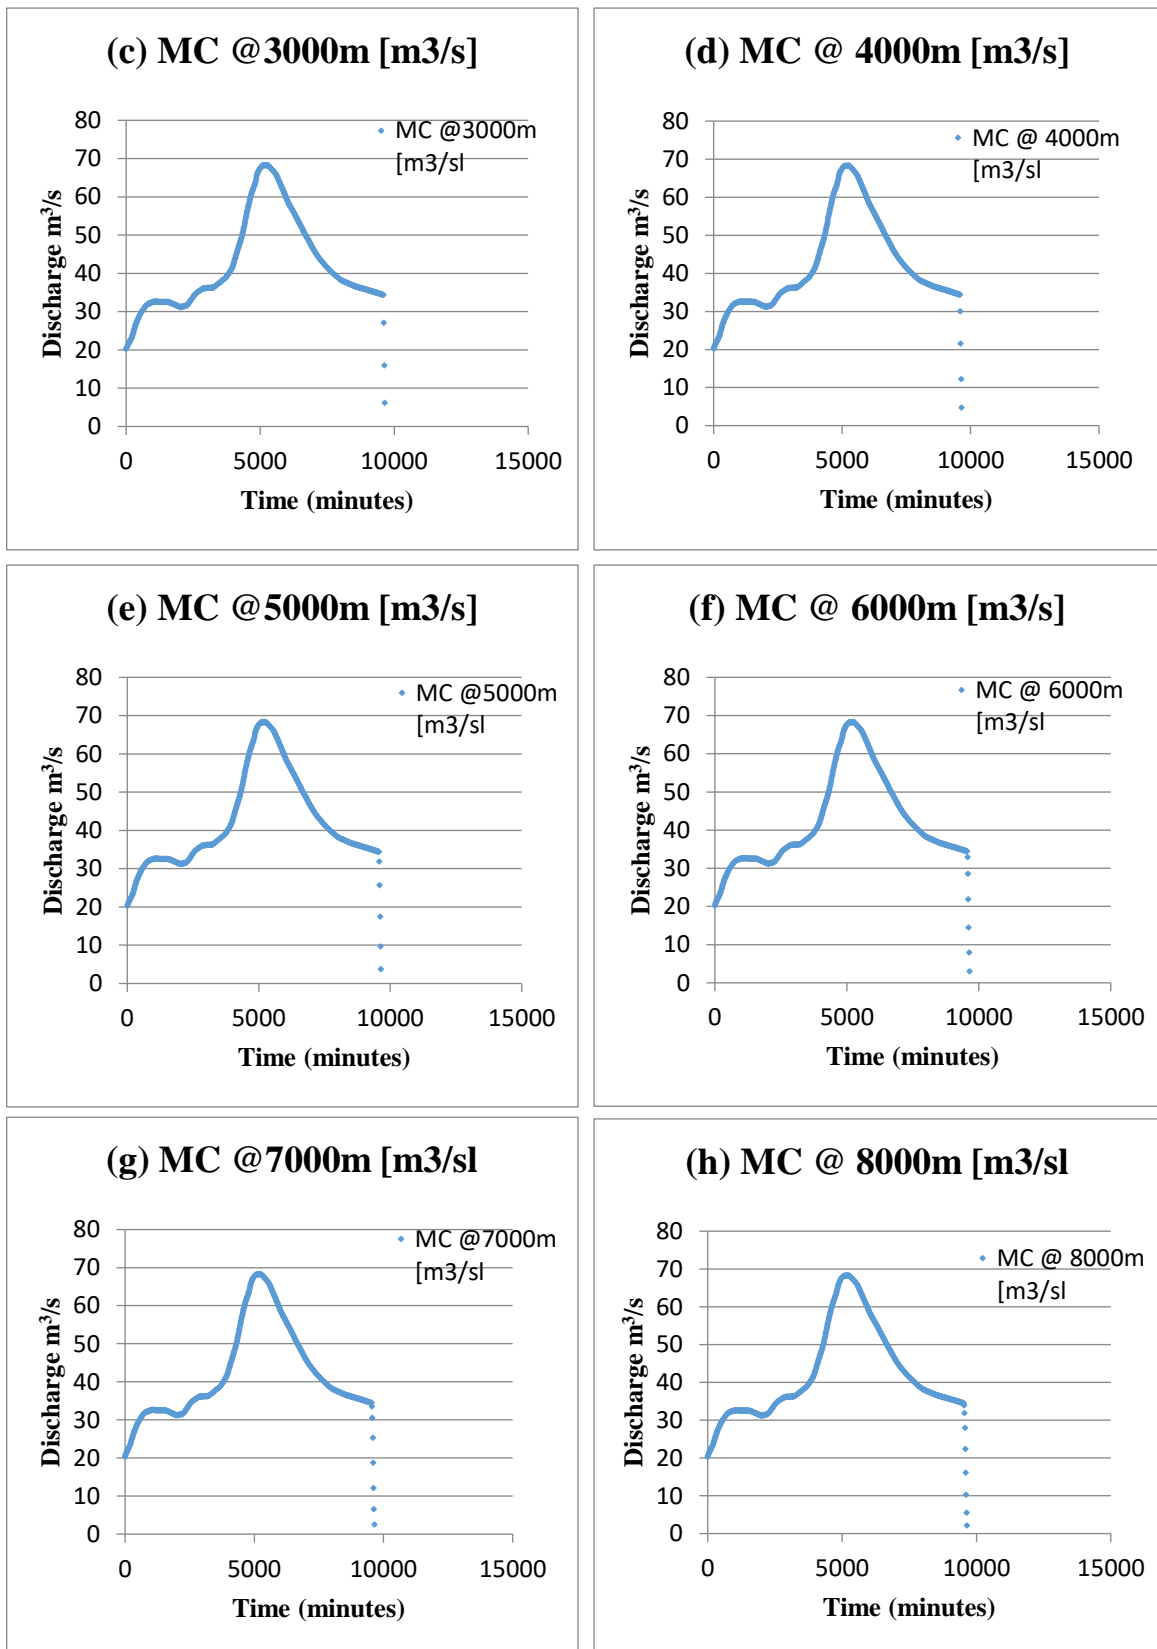 (c) MC @3000m [m3/s]
MC @3000m
[m3/sl
80
70
60
50
40
30
20
10
0
Discharge m³/s
0 5000 10000 15000
Time (minutes)
(d) MC @ 4000m [m3/s]
MC @ 4000m
[m3/sl
80
70
60
50
40
30
20
10
0
Discharge m³/s
0 5000 10000 15000
Time (minutes)
(e) MC @5000m [m3/s]
MC @5000m
[m3/sl
80
70
60
50
40
30
20
10
0
Discharge m³/s
0 5000 10000 15000
Time (minutes)
(f) MC @ 6000m [m3/s]
MC @ 6000m
[m3/sl
80
70
60
50
40
30
20
10
0
Discharge m³/s
0 5000 10000 15000
Time (minutes)
(g) MC @7000m [m3/sl
MC @7000m
[m3/sl
80
70
60
50
40
30
20
10
0
Discharge m³/s
0 5000 10000 15000
Time (minutes)
(h) MC @ 8000m [m3/sl
MC @ 8000m
[m3/sl
80
70
60
50
40
30
20
10
0
Discharge m³/s
0 5000 10000 15000
Time (minutes)